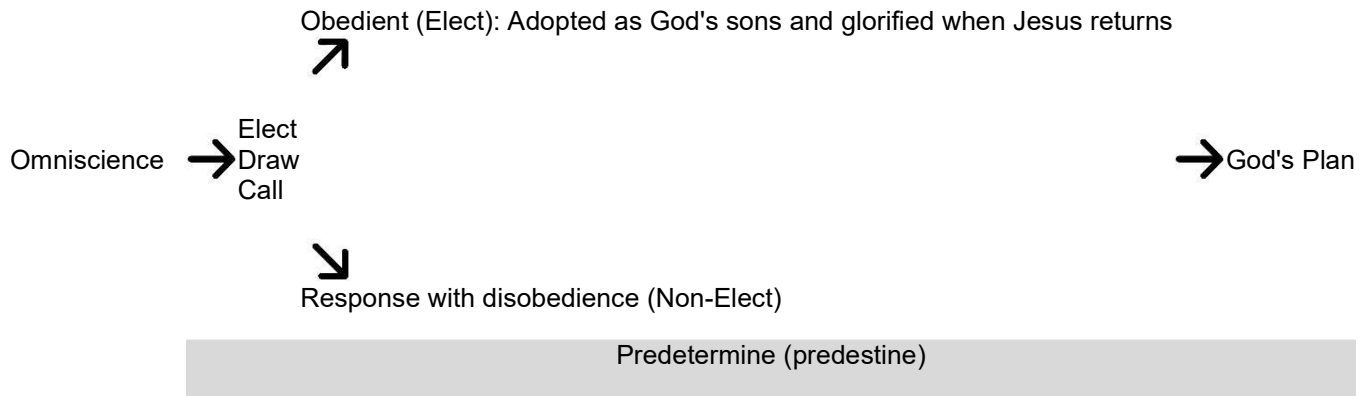 Obedient (Elect): Adopted as God's sons and glorified when Jesus returns
Omniscience
Elect
Draw
Call
God's Plan
Response with disobedience (Non-Elect)
Predetermine (predestine)